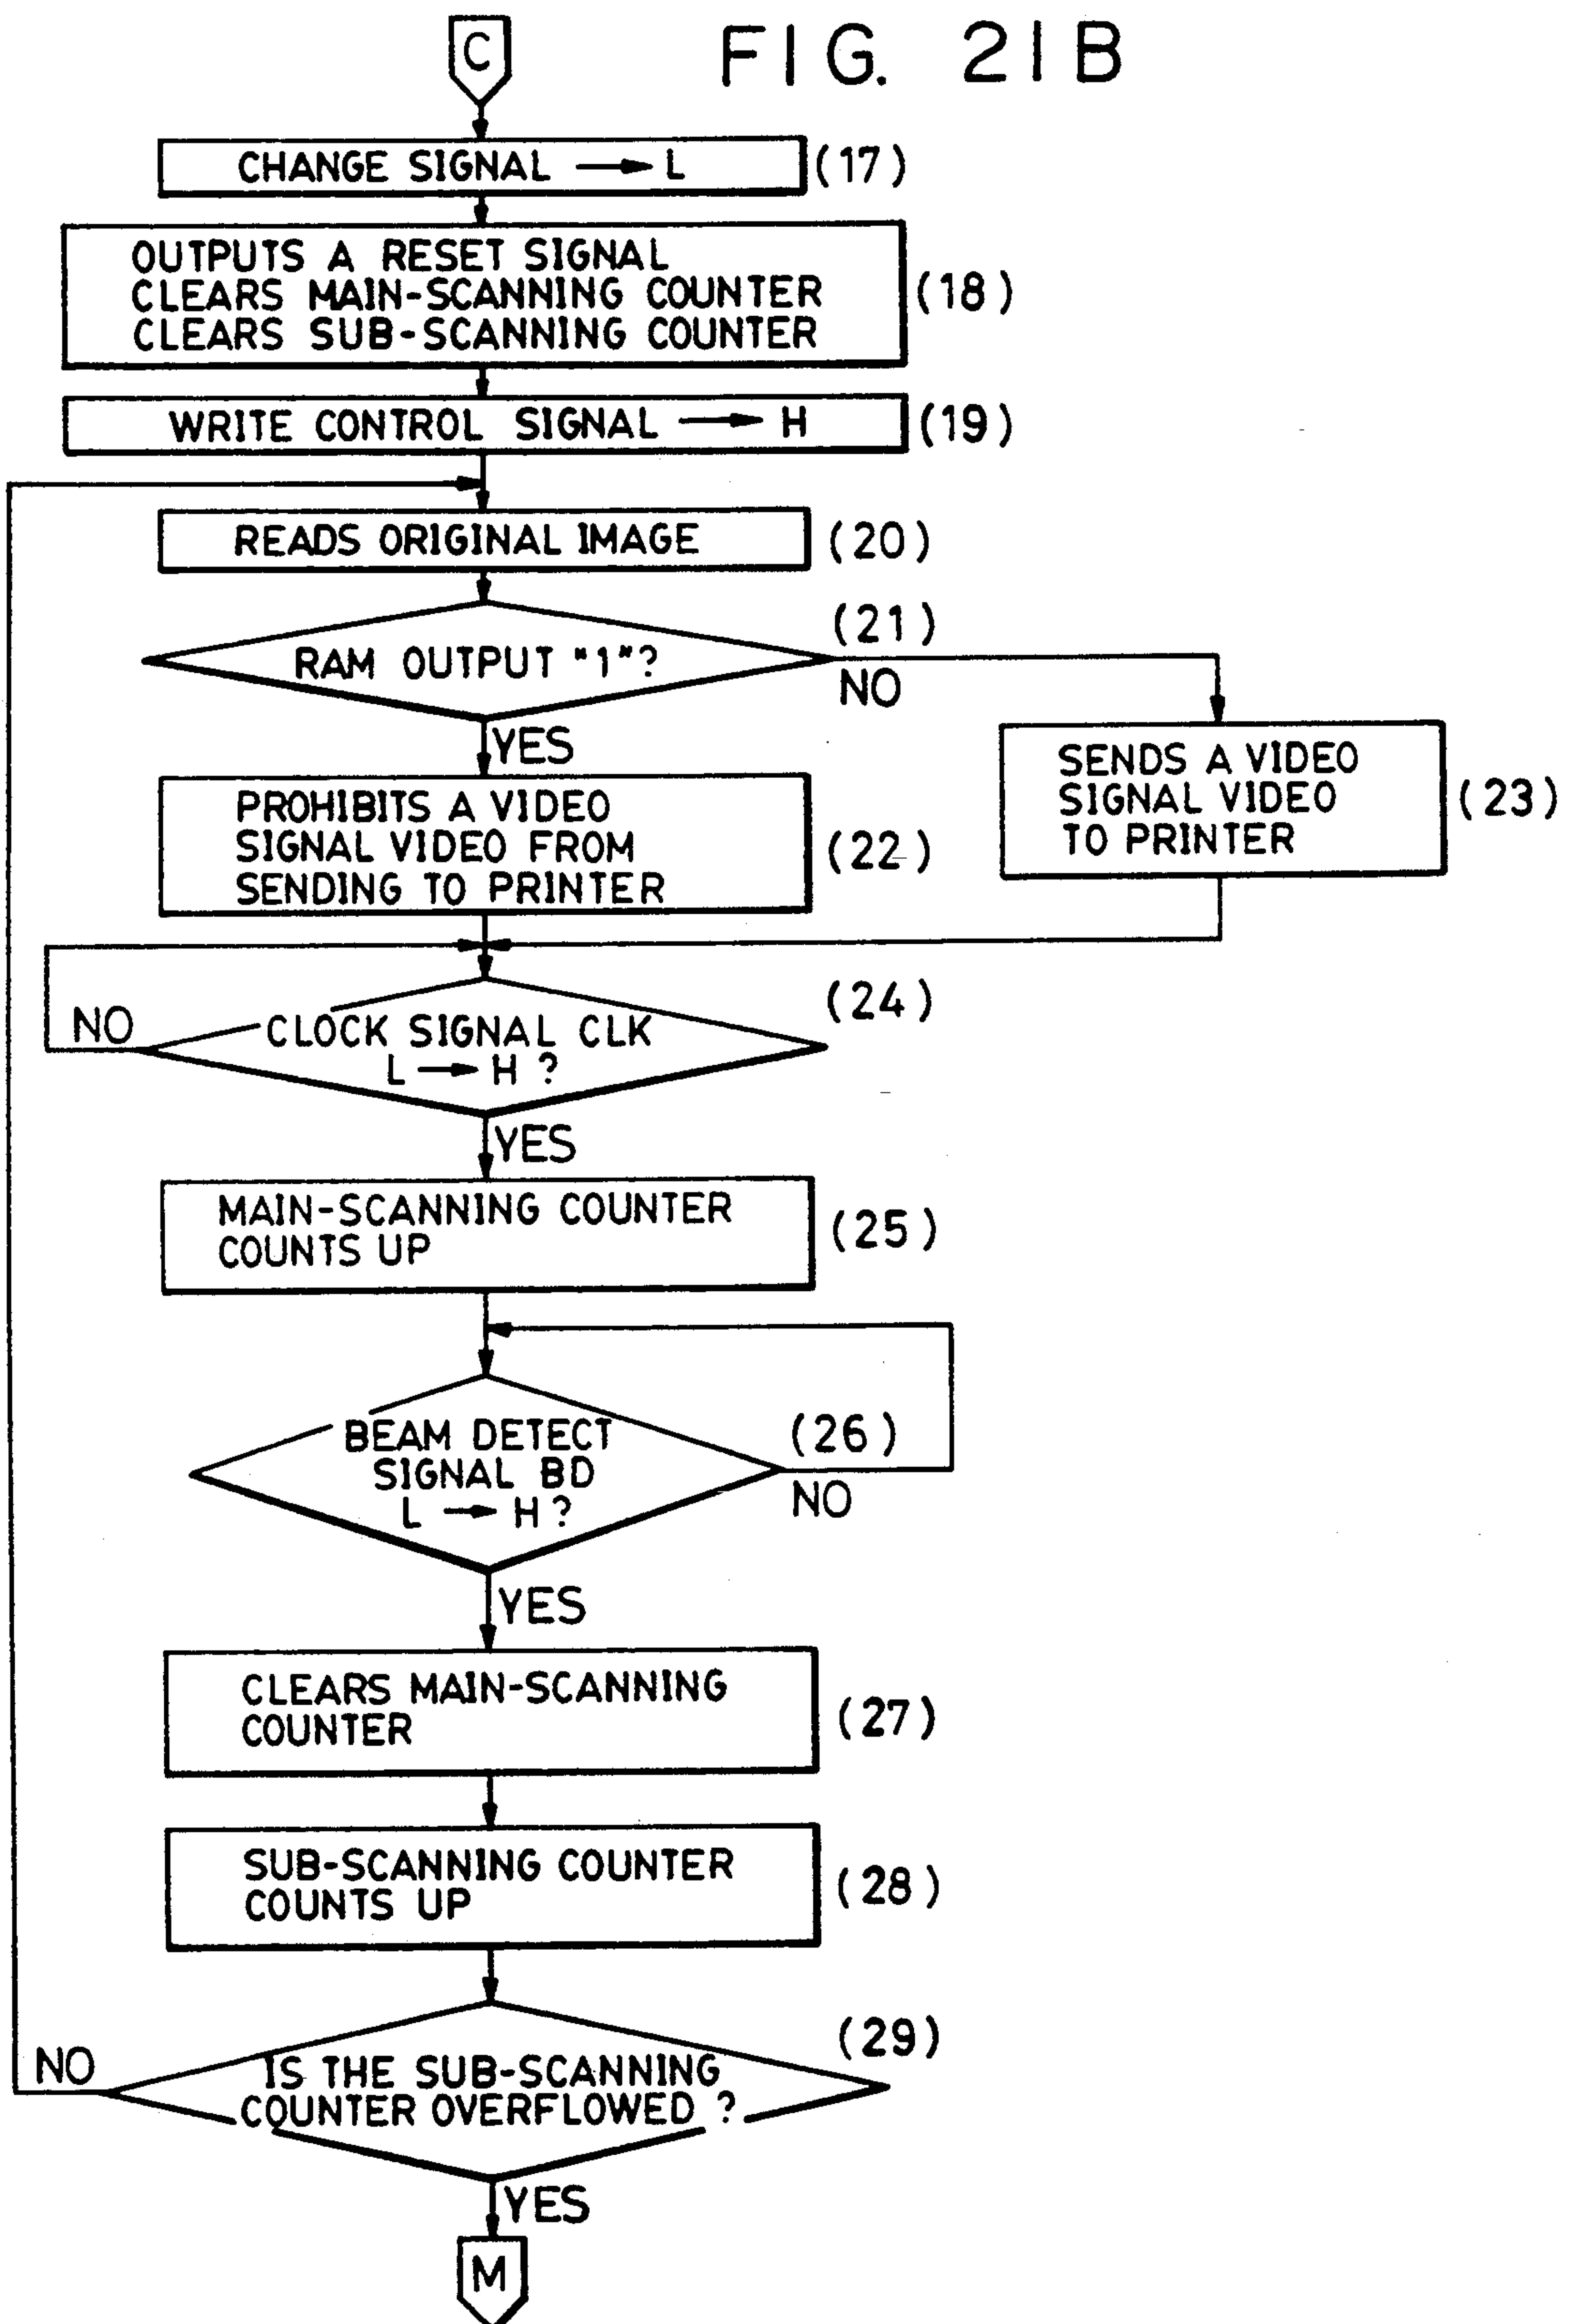 C
FIG. 21B
CHANGE SIGNAL → L
(17)
OUTPUTS A RESET SIGNAL
CLEARS MAIN-SCANNING COUNTER
CLEARS SUB-SCANNING COUNTER
(18)
WRITE CONTROL SIGNAL → H
(19)
READS ORIGINAL IMAGE
(20)
(21)
RAM OUTPUT "1"?
NO
YES
PROHIBITS A VIDEO
SIGNAL VIDEO FROM
SENDING TO PRINTER
(22)
SENDS A VIDEO
SIGNAL VIDEO
TO PRINTER
(23)
(24)
NO
CLOCK SIGNAL CLK
L → H ?
YES
MAIN-SCANNING COUNTER
COUNTS UP
(25)
BEAM DETECT
SIGNAL BD
L → H ?
(26)
NO
YES
CLEARS MAIN-SCANNING
COUNTER
(27)
SUB-SCANNING COUNTER
COUNTS UP
(28)
(29)
NO
IS THE SUB-SCANNING
COUNTER OVERFLOWED ?
YES
M